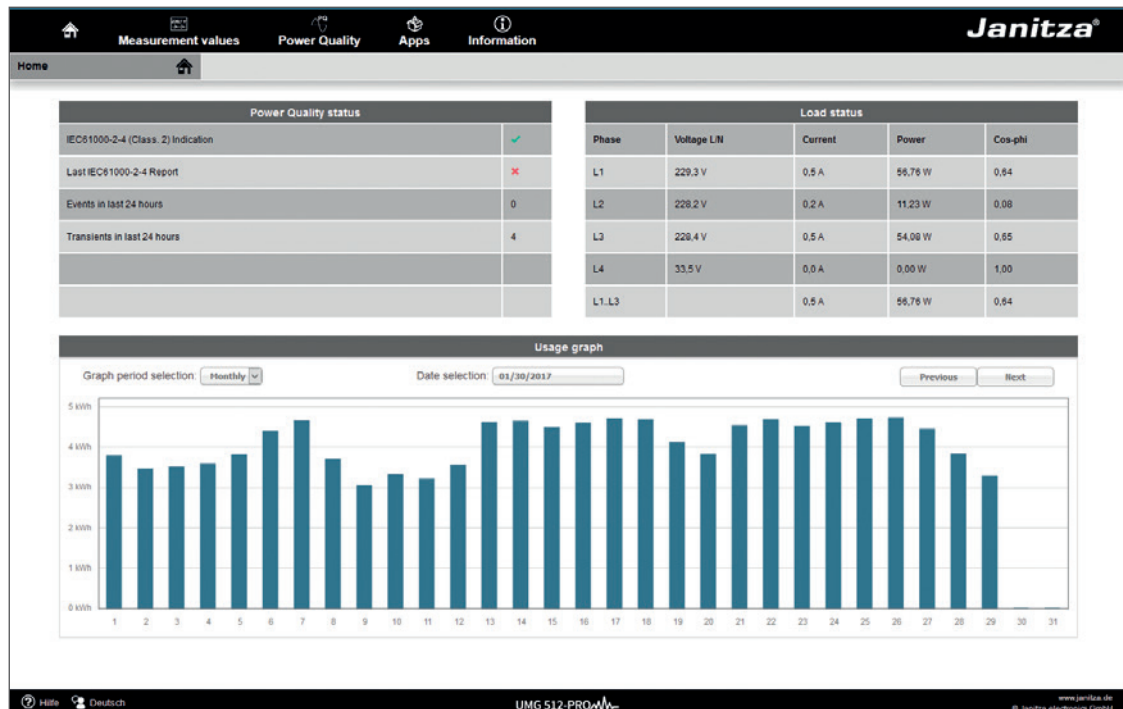 Measurement values Power Quality Apps Information Janitza®
Home
Power Quality status
IEC61000-2-4 (Class. 2) Indication
Last IEC61000-2-4 Report
Events in last 24 hours 0
Transients in last 24 hours 4
Load status
Phase Voltage L/N Current Power Cos-phi
L1 229,3 V 0,5 A 56,76 W 0,64
L2 228,2 V 0,2 A 11,23 W 0,08
L3 228,4 V 0,5 A 54,08 W 0,65
L4 33,5 V 0,0 A 0,00 W 1,00
L1..L3 0,5 A 56,76 W 0,64
Usage graph
Graph period selection: Monthly Date selection: 01/30/2017 Previous Next
5 kWh
4 kWh
3 kWh
2 kWh
1 kWh
0 kWh
1 2 3 4 5 6 7 8 9 10 11 12 13 14 15 16 17 18 19 20 21 22 23 24 25 26 27 28 29 30 31
Hilfe Deutsch UMG 512-PRO www.janitza.de
© Janitza electronics GmbH